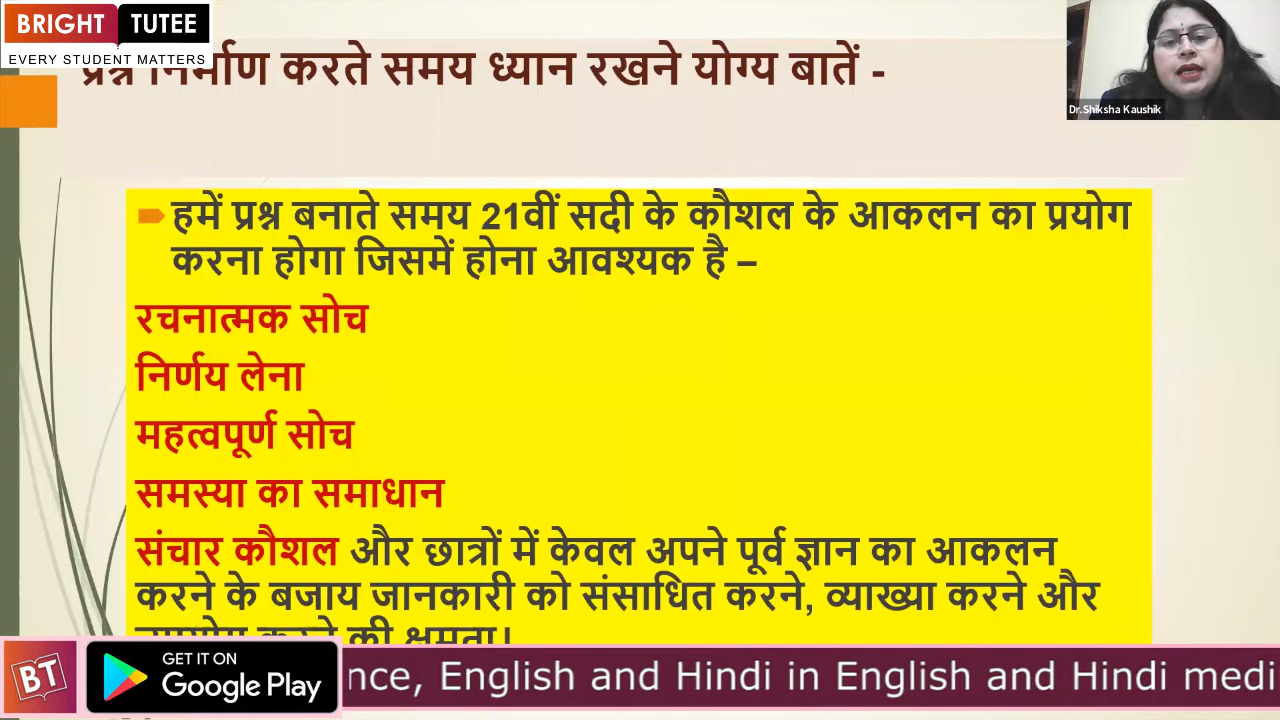 BRIGHT TUTEE
EVERY STUDENT MATTERS
प्रश्न निर्माण करते समय ध्यान रखने योग्य बातें -
Dr.Shiksha Kaushik
हमें प्रश्न बनाते समय 21वीं सदी के कौशल के आकलन का प्रयोग
करना होगा जिसमें होना आवश्यक है –
रचनात्मक सोच
निर्णय लेना
महत्वपूर्ण सोच
समस्या का समाधान
संचार कौशल और छात्रों में केवल अपने पूर्व ज्ञान का आकलन
करने के बजाय जानकारी को संसाधित करने, व्याख्या करने और
की क्षमता।
BT
GET IT ON
Google Play
nce, English and Hindi in English and Hindi medi